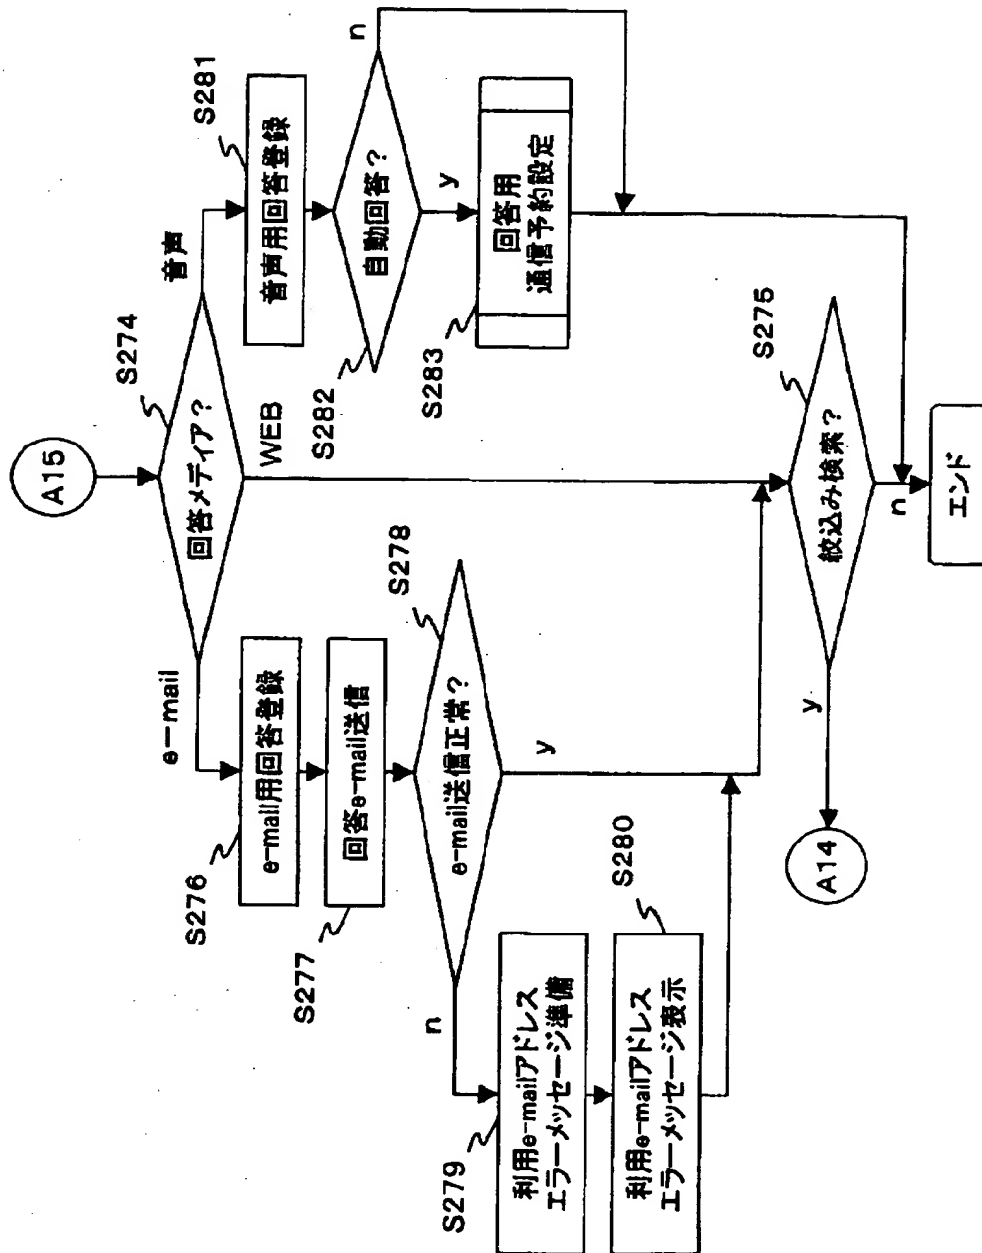 A15
S274
回答メディア?
e-mail
WEB
音声
S276
e-mail用回答登録
S277
回答e-mail送信
S278
e-mail送信正常?
n
y
S279
利用e-mailアドレス
エラーメッセージ準備
S280
利用e-mailアドレス
エラーメッセージ表示
S281
音声用回答登録
S282
自動回答?
n
y
S283
回答用
通信予約設定
S275
絞込み検索?
y
n
A14
エンド